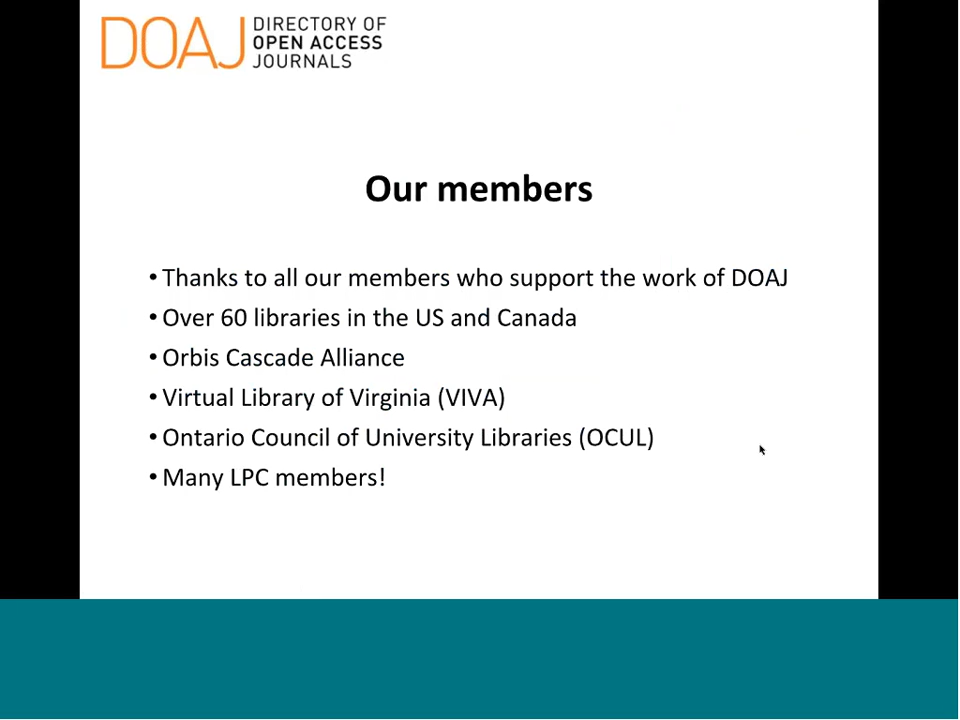 DOAJ DIRECTORY OF
OPEN ACCESS
JOURNALS
Our members
• Thanks to all our members who support the work of DOAJ
• Over 60 libraries in the US and Canada
• Orbis Cascade Alliance
• Virtual Library of Virginia (VIVA)
• Ontario Council of University Libraries (OCUL)
• Many LPC members!